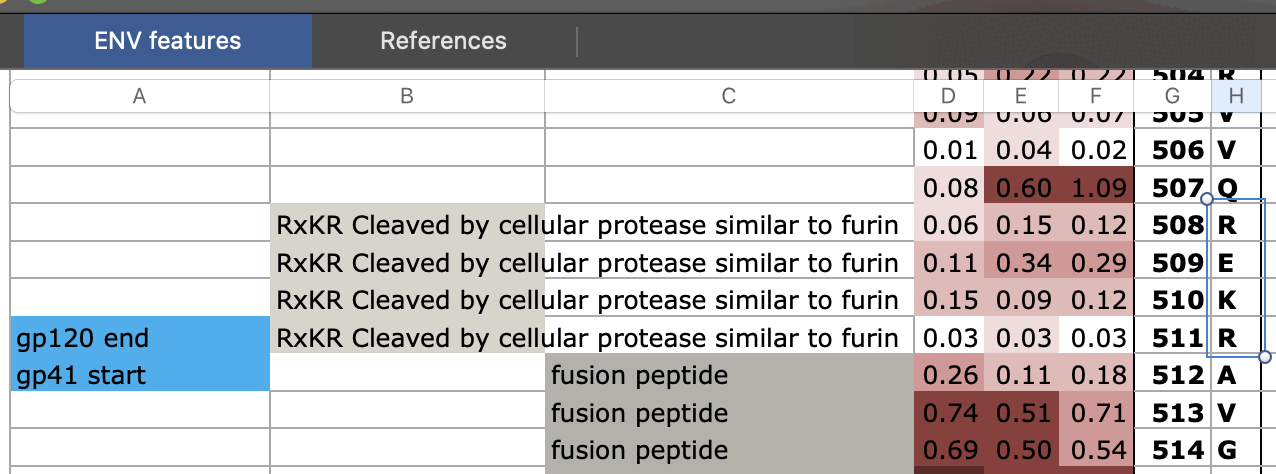 ENV features References
0.05 0.22 0.22 504 R
A B C D E F G H
0.09 0.06 0.07 505 V
0.01 0.04 0.02 506 V
0.08 0.60 1.09 507 Q
RxKR Cleaved by cellular protease similar to furin 0.06 0.15 0.12 508 R
RxKR Cleaved by cellular protease similar to furin 0.11 0.34 0.29 509 E
RxKR Cleaved by cellular protease similar to furin 0.15 0.09 0.12 510 K
gp120 end RxKR Cleaved by cellular protease similar to furin 0.03 0.03 0.03 511 R
gp41 start fusion peptide 0.26 0.11 0.18 512 A
fusion peptide 0.74 0.51 0.71 513 V
fusion peptide 0.69 0.50 0.54 514 G